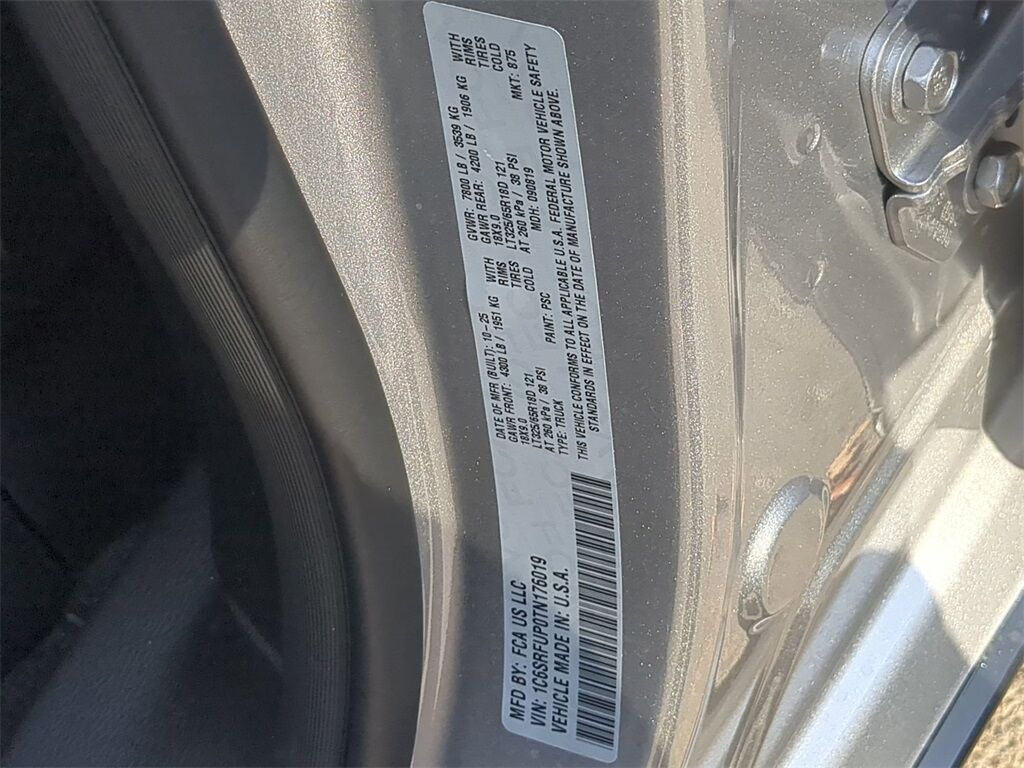 MFD BY: FCA US LLC
DATE OF MFR (BUILT): 10-25
GVWR: 7800 LB / 3539 KG
GAWR FRONT: 4300 LB / 1951 KG WITH
GAWR REAR: 4200 LB / 1906 KG WITH
18X9.0 RIMS
18X9.0 RIMS
LT325/65R18D 121 TIRES
LT325/65R18D 121 TIRES
AT 260 kPa / 38 PSI COLD
AT 260 kPa / 38 PSI COLD
VIN: 1C6SRFUP0TN176019
TYPE: TRUCK
PAINT: PSC
MDH: 090819
MKT: 875
VEHICLE MADE IN: U.S.A.
THIS VEHICLE CONFORMS TO ALL APPLICABLE U.S.A. FEDERAL MOTOR VEHICLE SAFETY
STANDARDS IN EFFECT ON THE DATE OF MANUFACTURE SHOWN ABOVE.